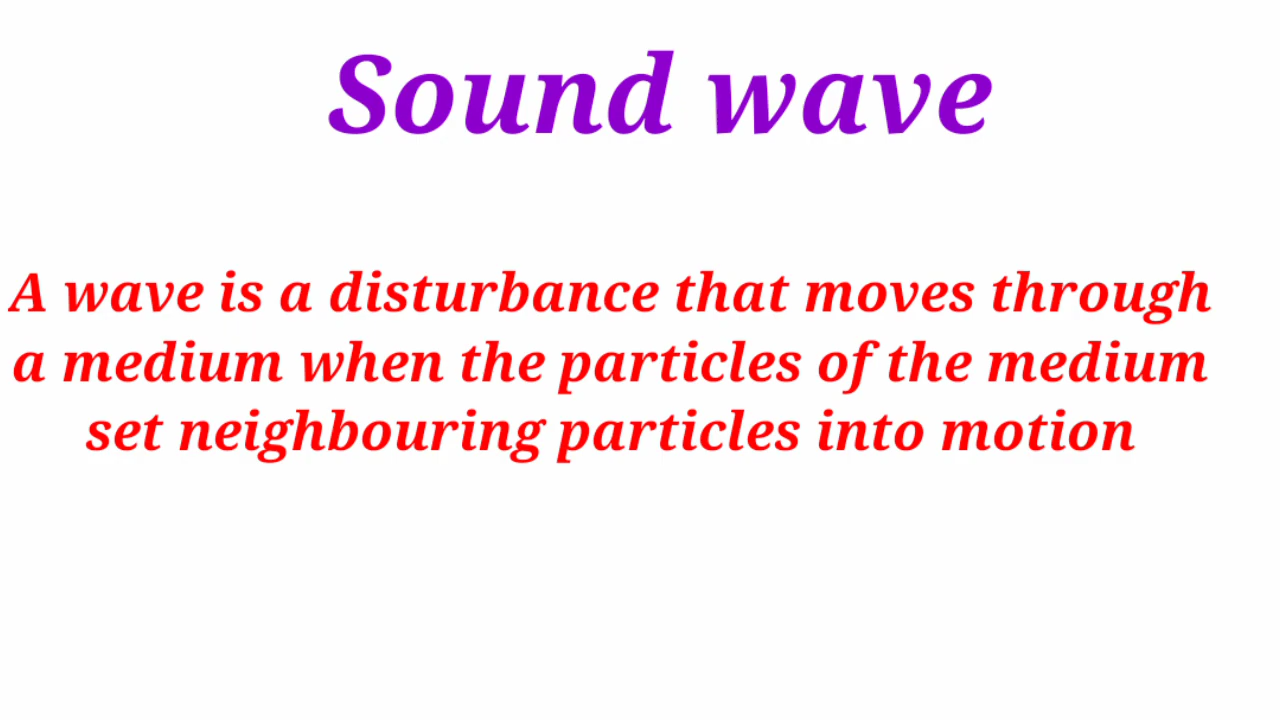 Sound wave
A wave is a disturbance that moves through
a medium when the particles of the medium
set neighbouring particles into motion